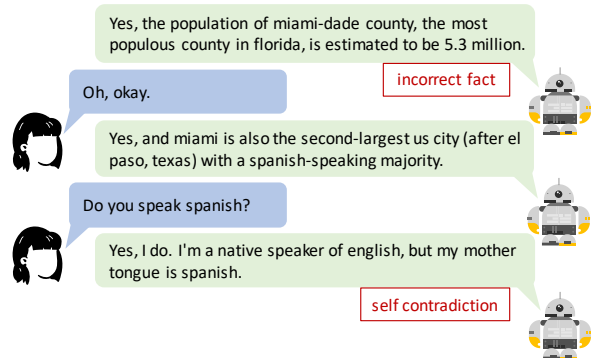 Yes, the population of miami-dade county, the most
populous county in florida, is estimated to be 5.3 million.
incorrect fact
Oh, okay.
Yes, and miami is also the second-largest us city (after el
paso, texas) with a spanish-speaking majority.
Do you speak spanish?
Yes, I do. I'm a native speaker of english, but my mother
tongue is spanish.
self contradiction